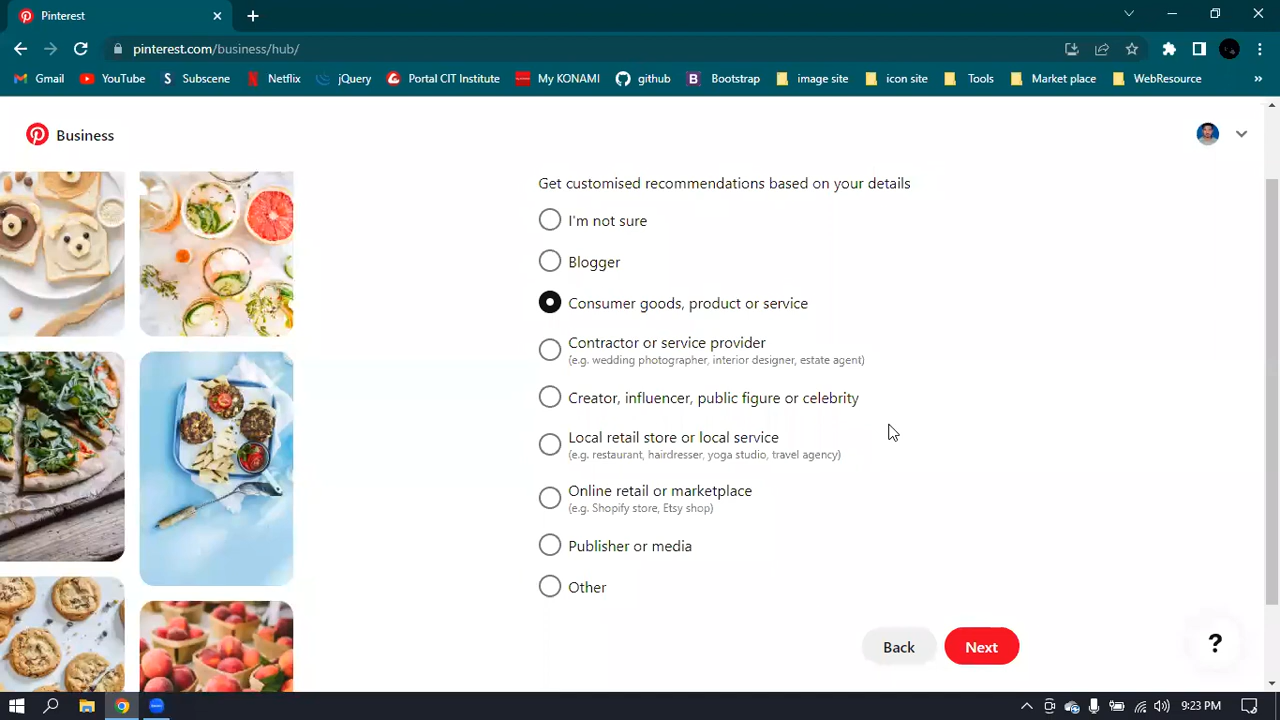 Pinterest
pinterest.com/business/hub/
Gmail
YouTube
Subscene
Netflix
jQuery
Portal CIT Institute
My KONAMI
github
Bootstrap
image site
icon site
Tools
Market place
WebResource
»
Business
Get customised recommendations based on your details
I'm not sure
Blogger
Consumer goods, product or service
Contractor or service provider
(e.g. wedding photographer, interior designer, estate agent)
Creator, influencer, public figure or celebrity
Local retail store or local service
(e.g. restaurant, hairdresser, yoga studio, travel agency)
Online retail or marketplace
(e.g. Shopify store, Etsy shop)
Publisher or media
Other
Back
Next
?
9:23 PM